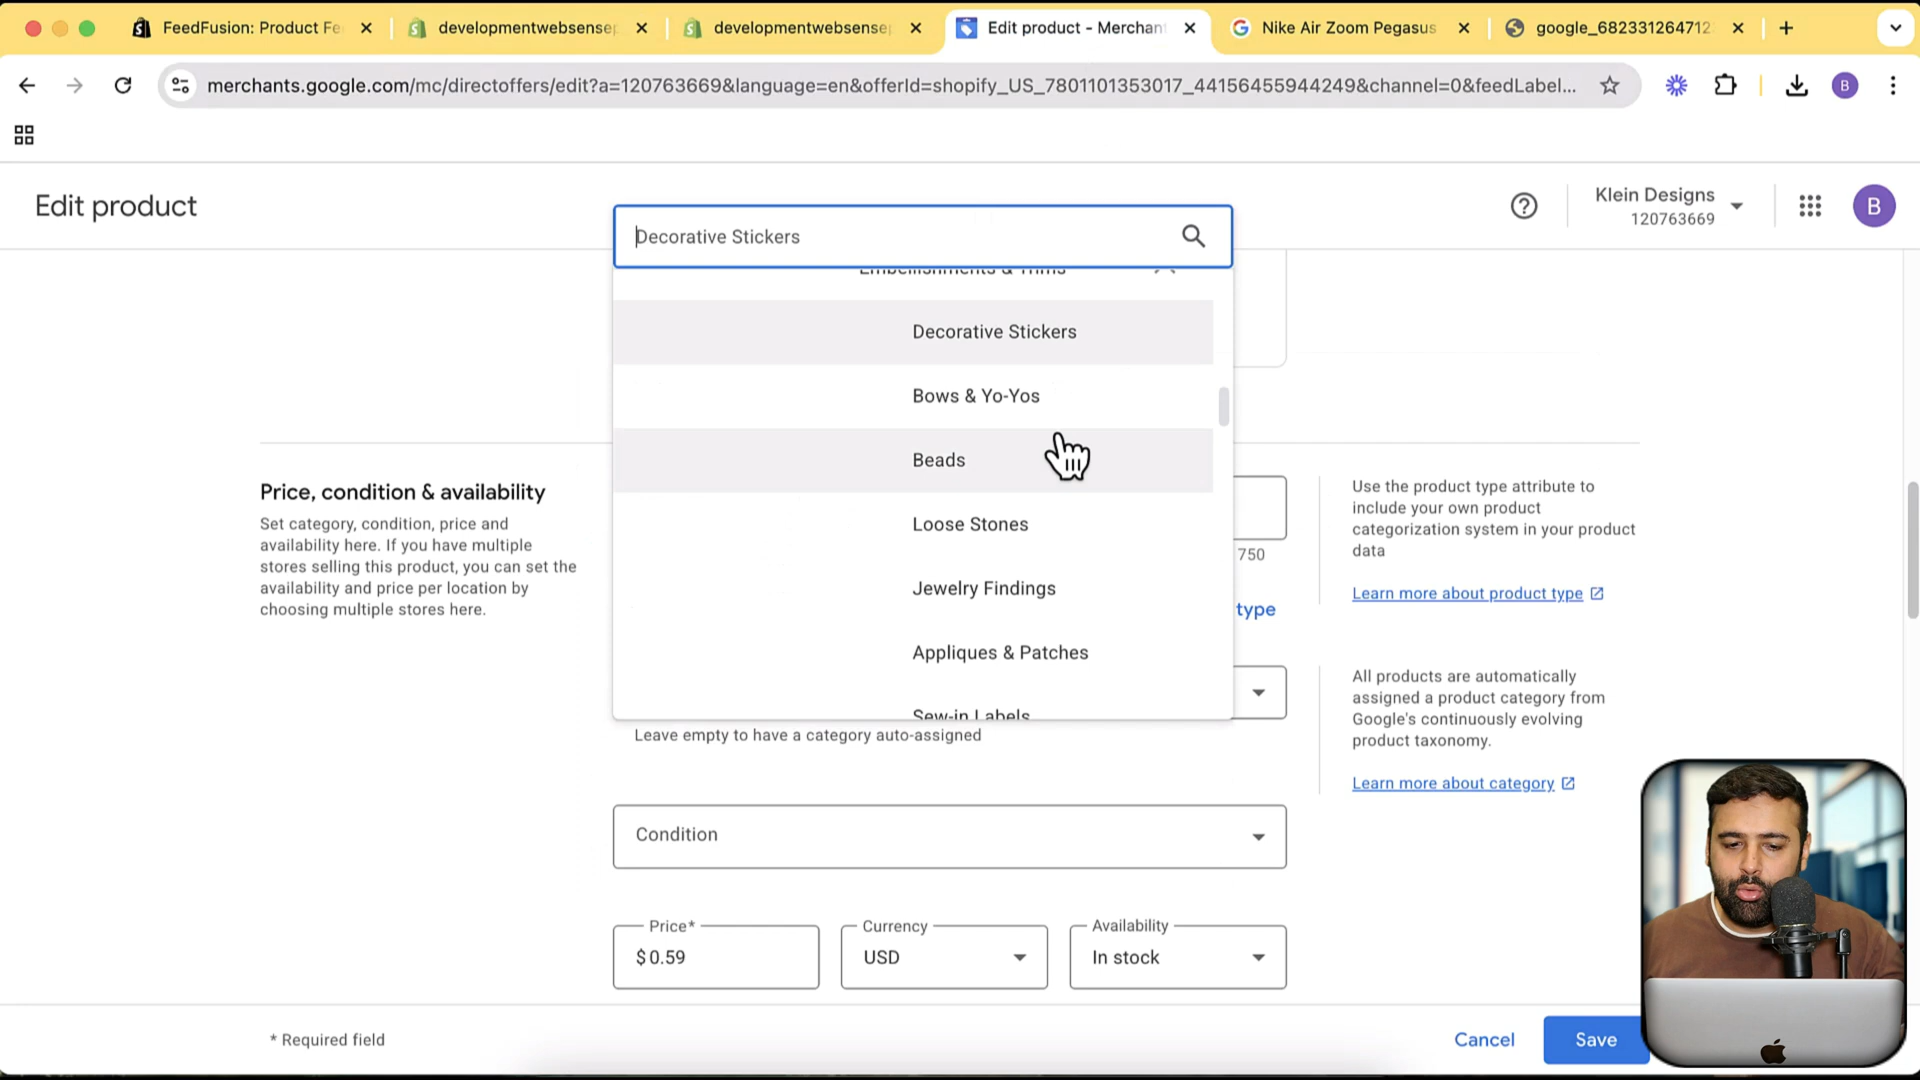 FeedFusion: Product Fe
developmentwebsense
developmentwebsense
Edit product - Merchant
Nike Air Zoom Pegasus
google_682331264712
merchants.google.com/mc/directoffers/edit?a=120763669&language=en&offerId=shopify_US_7801101353017_44156455944249&channel=0&feedLabel...
B
Edit product
Klein Designs
120763669
B
Decorative Stickers
Embellishments & Trims
Decorative Stickers
Bows & Yo-Yos
Beads
Loose Stones
Jewelry Findings
Appliques & Patches
Sew-in Labels
Price, condition & availability
Set category, condition, price and
availability here. If you have multiple
stores selling this product, you can set the
availability and price per location by
choosing multiple stores here.
750
type
Use the product type attribute to
include your own product
categorization system in your product
data
Learn more about product type
Leave empty to have a category auto-assigned
All products are automatically
assigned a product category from
Google's continuously evolving
product taxonomy.
Learn more about category
Condition
Price*
$0.59
Currency
USD
Availability
In stock
* Required field
Cancel
Save